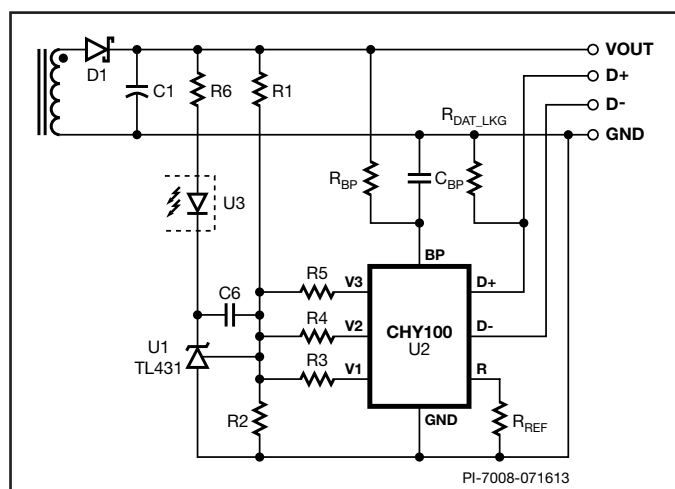 VOUT
D+
D-
GND
D1
C1
R6
R1
RDAT_LKG
RBP
CBP
U3
BP
R5
V3
D+
C6
R4
V2
CHY100
D-
U2
U1
TL431
R3
V1
R
R2
GND
RREF
PI-7008-071613